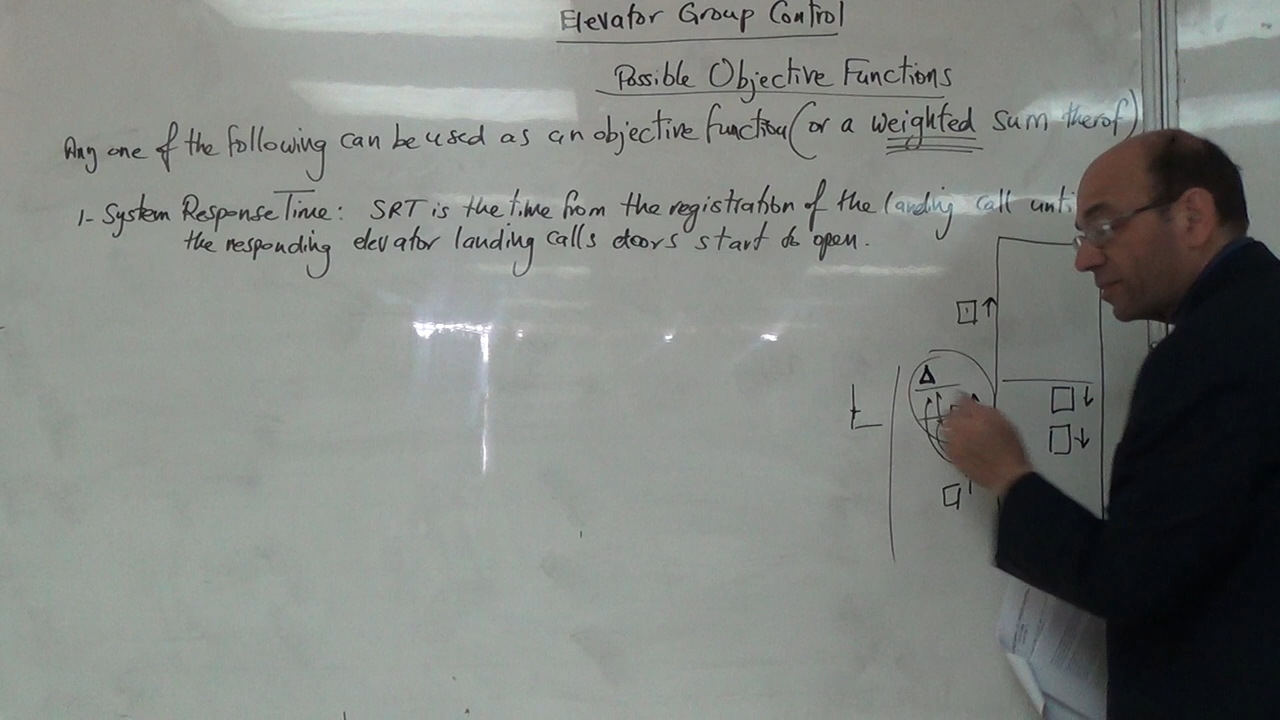 Elevator Group Control
Possible Objective Functions
Any one of the following can be used as an objective function (or a weighted sum therof)
1- System Response Time: SRT is the time from the registration of the landing call unti
the responding elevator landing calls doors start to open.